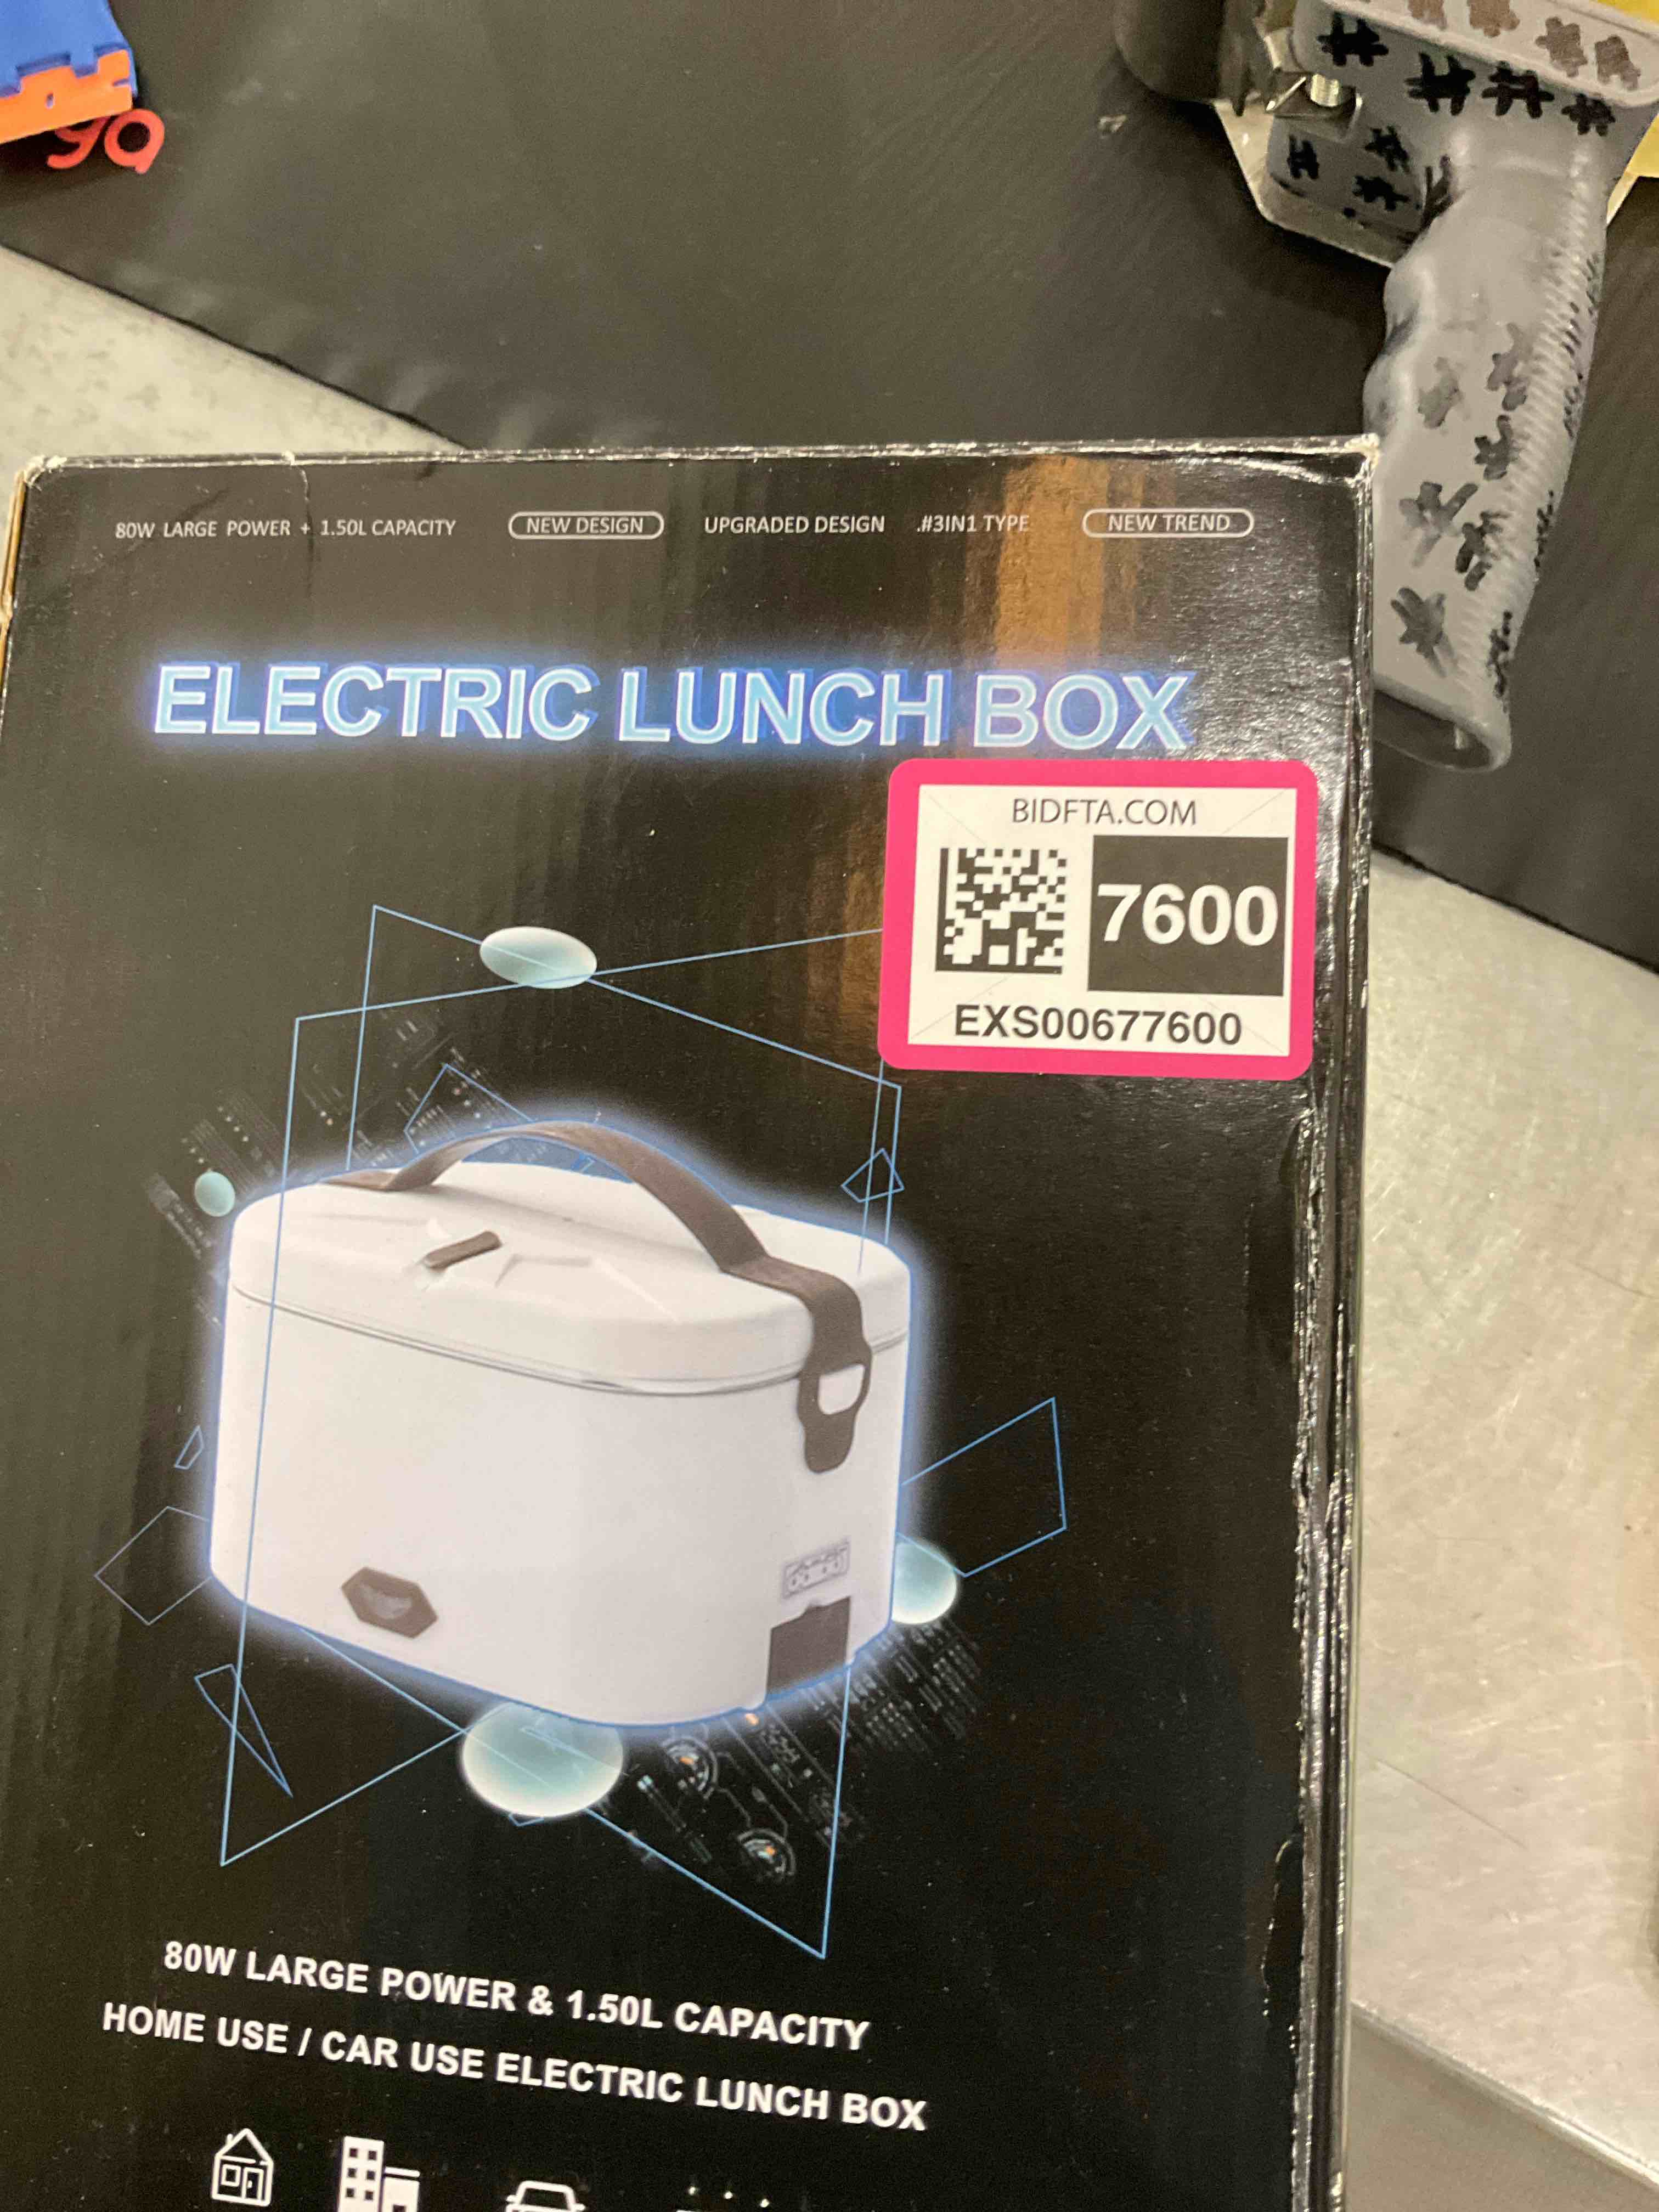 80W LARGE POWER + 1.50L CAPACITY NEW DESIGN UPGRADED DESIGN .#3IN1 TYPE NEW TREND
ELECTRIC LUNCH BOX
BIDFTA.COM
7600
EXS00677600
80W LARGE POWER & 1.50L CAPACITY
HOME USE / CAR USE ELECTRIC LUNCH BOX